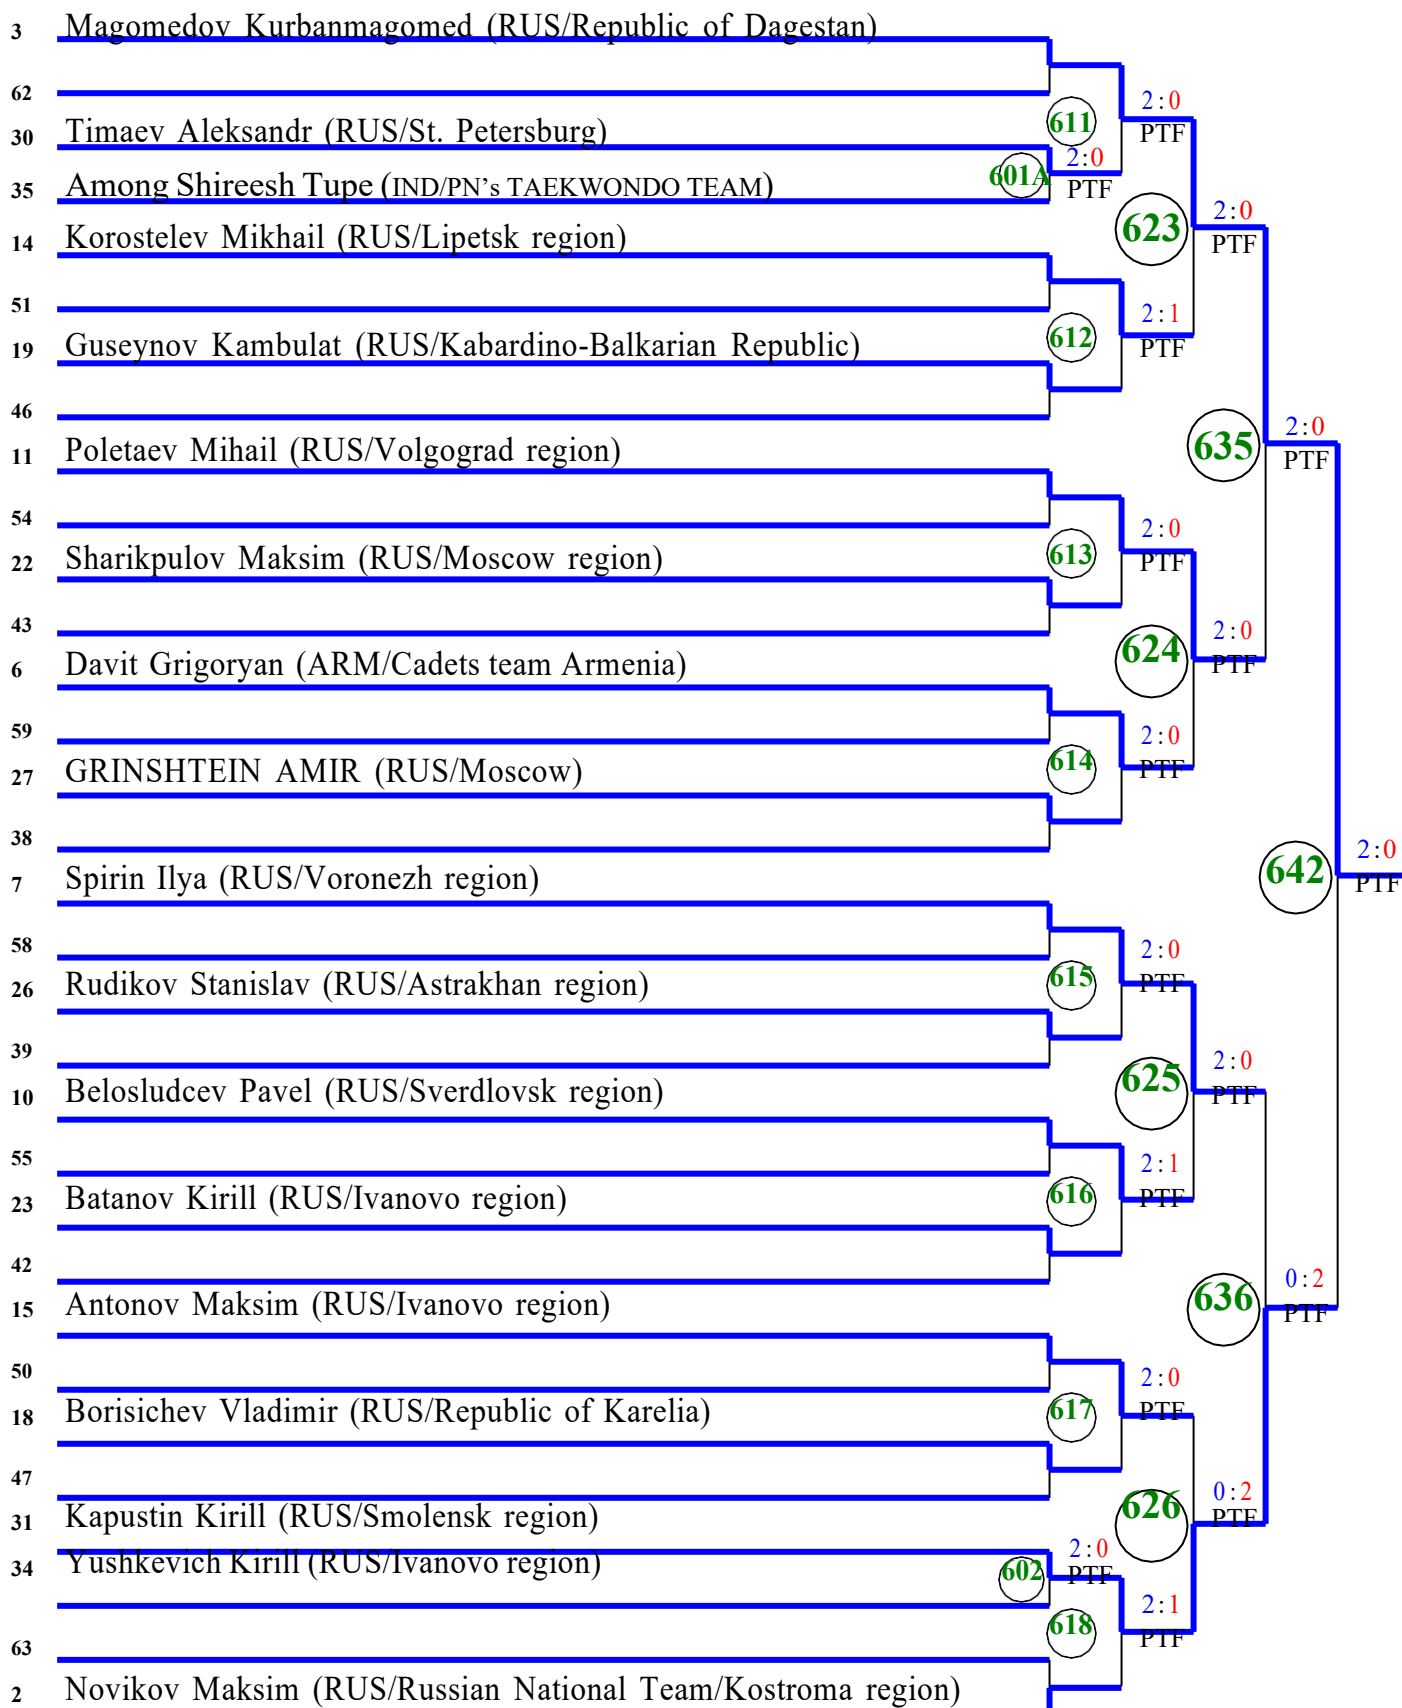 3 Magomedov Kurbanmagomed (RUS/Republic of Dagestan)
62
2:0
611
PTF
30 Timaev Aleksandr (RUS/St. Petersburg)
2:0
601A
PTF
35 Among Shireesh Tupe (IND/PN's TAEKWONDO TEAM)
2:0
623
PTF
14 Korostelev Mikhail (RUS/Lipetsk region)
51
2:1
612
PTF
19 Guseynov Kambulat (RUS/Kabardino-Balkarian Republic)
46
2:0
635
PTF
11 Poletaev Mihail (RUS/Volgograd region)
54
2:0
613
PTF
22 Sharikpulov Maksim (RUS/Moscow region)
43
2:0
624
PTF
6 Davit Grigoryan (ARM/Cadets team Armenia)
59
2:0
614
PTF
27 GRINSHTEIN AMIR (RUS/Moscow)
38
2:0
642
PTF
7 Spirin Ilya (RUS/Voronezh region)
58
2:0
615
PTF
26 Rudikov Stanislav (RUS/Astrakhan region)
39
2:0
625
PTF
10 Belosludcev Pavel (RUS/Sverdlovsk region)
55
2:1
616
PTF
23 Batanov Kirill (RUS/Ivanovo region)
42
0:2
636
PTF
15 Antonov Maksim (RUS/Ivanovo region)
50
2:0
617
PTF
18 Borisichev Vladimir (RUS/Republic of Karelia)
47
0:2
626
PTF
31 Kapustin Kirill (RUS/Smolensk region)
2:0
602
PTF
34 Yushkevich Kirill (RUS/Ivanovo region)
2:1
618
PTF
63
2 Novikov Maksim (RUS/Russian National Team/Kostroma region)